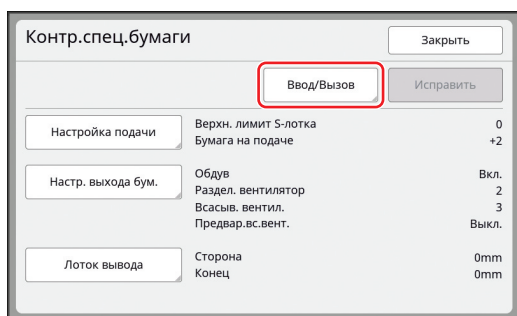 Контр.спец.бумаги
Закрыть
Ввод/Вызов
Исправить
Настройка подачи
Верхн. лимит S-лотка 0
Бумага на подаче +2
Настр. выхода бум.
Обдув Вкл.
Раздел. вентилятор 2
Всасыв. вентил. 3
Предвар.вс.вент. Выкл.
Лоток вывода
Сторона 0mm
Конец 0mm